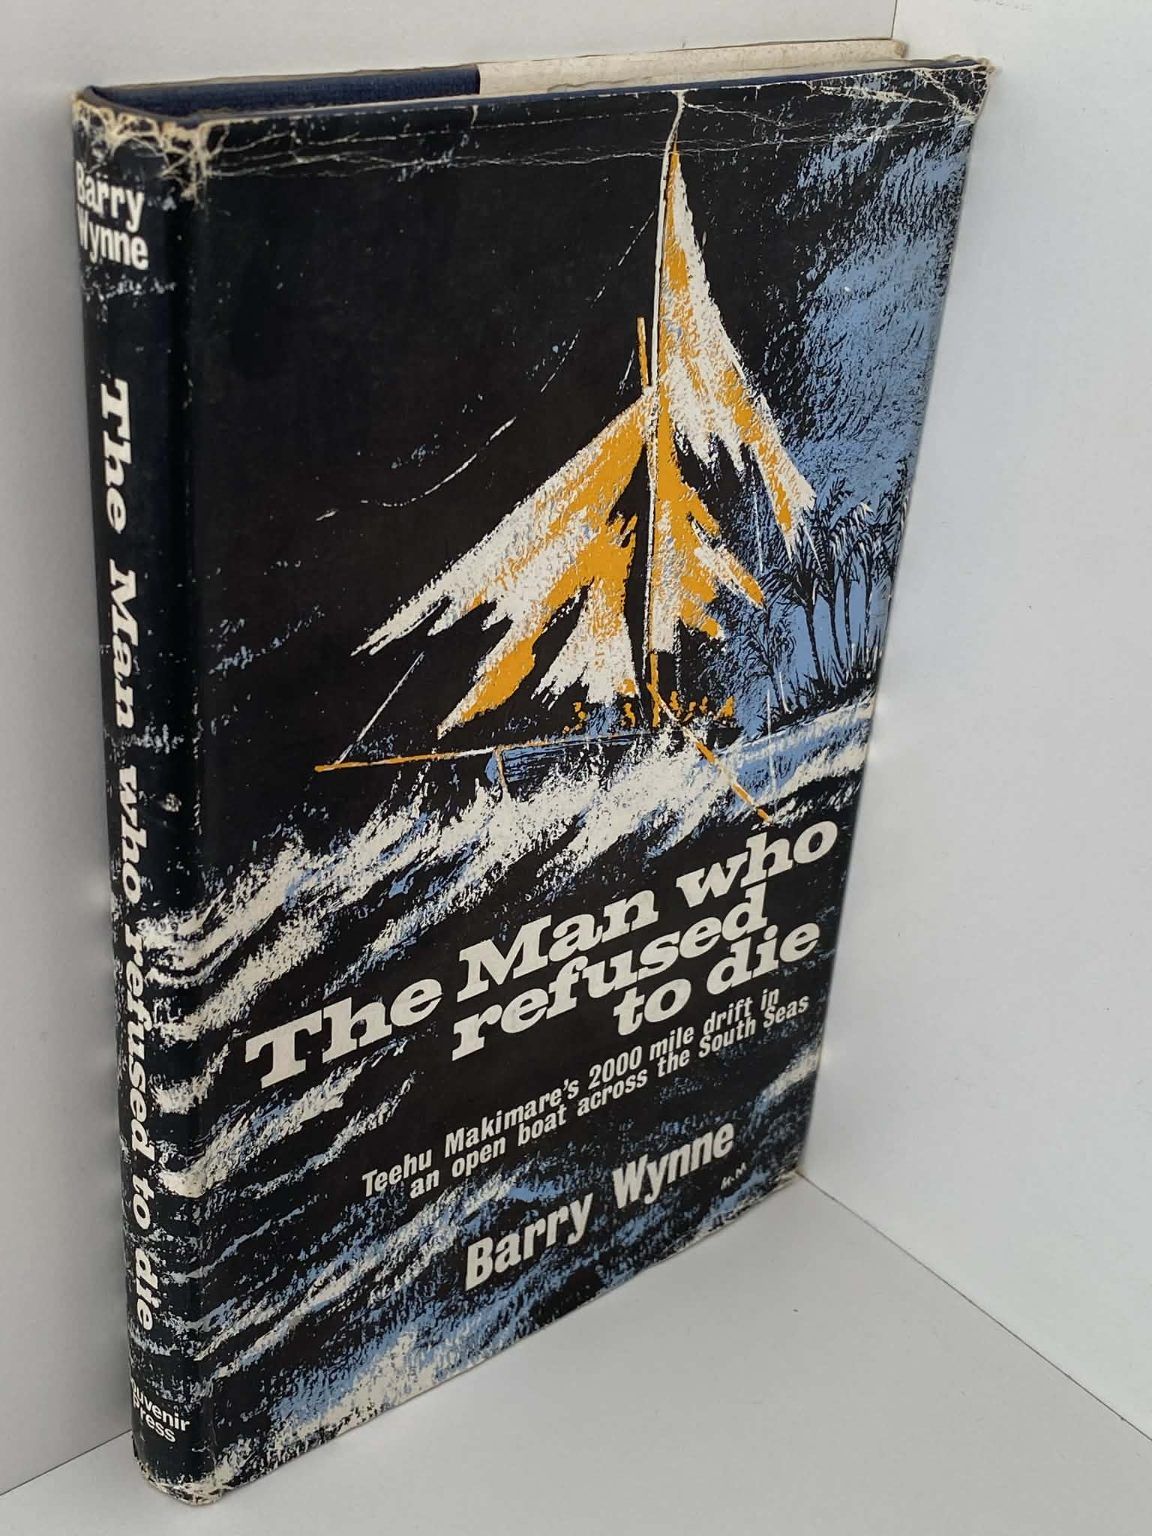 Barry
Wynne
The Man who refused to die
Souvenir
Press
The Man who
refused
to die
Teehu Makimare's 2000 mile drift in
an open boat across the South Seas
Barry Wynne